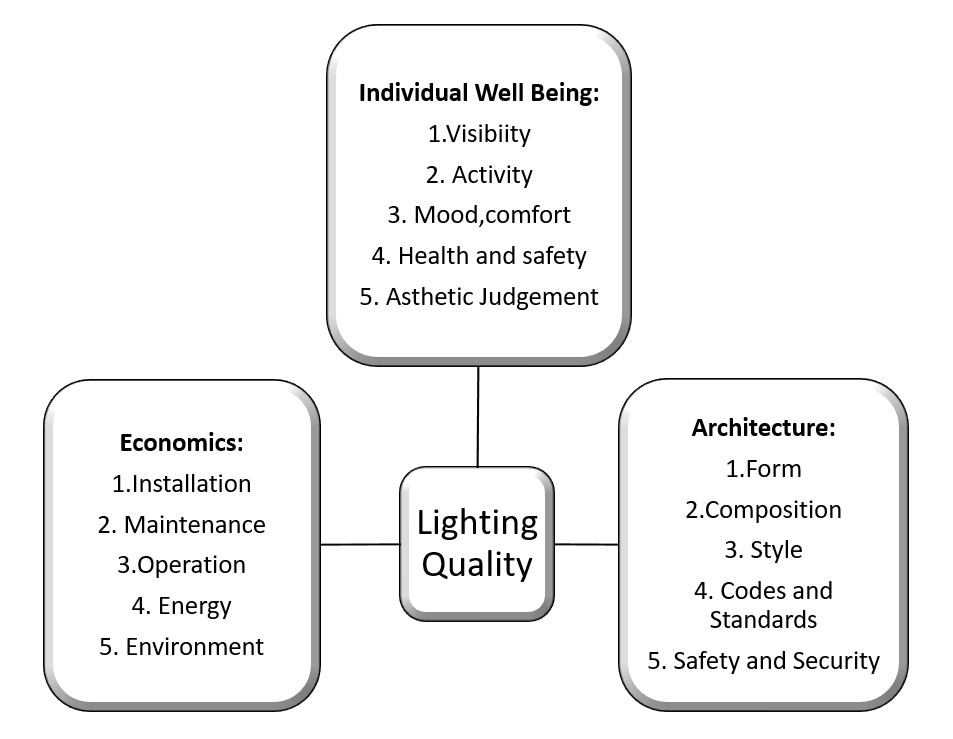 Individual Well Being:
1.Visibiity
2. Activity
3. Mood,comfort
4. Health and safety
5. Asthetic Judgement
Economics:
1.Installation
2. Maintenance
3.Operation
4. Energy
5. Environment
Lighting
Quality
Architecture:
1.Form
2.Composition
3. Style
4. Codes and
Standards
5. Safety and Security